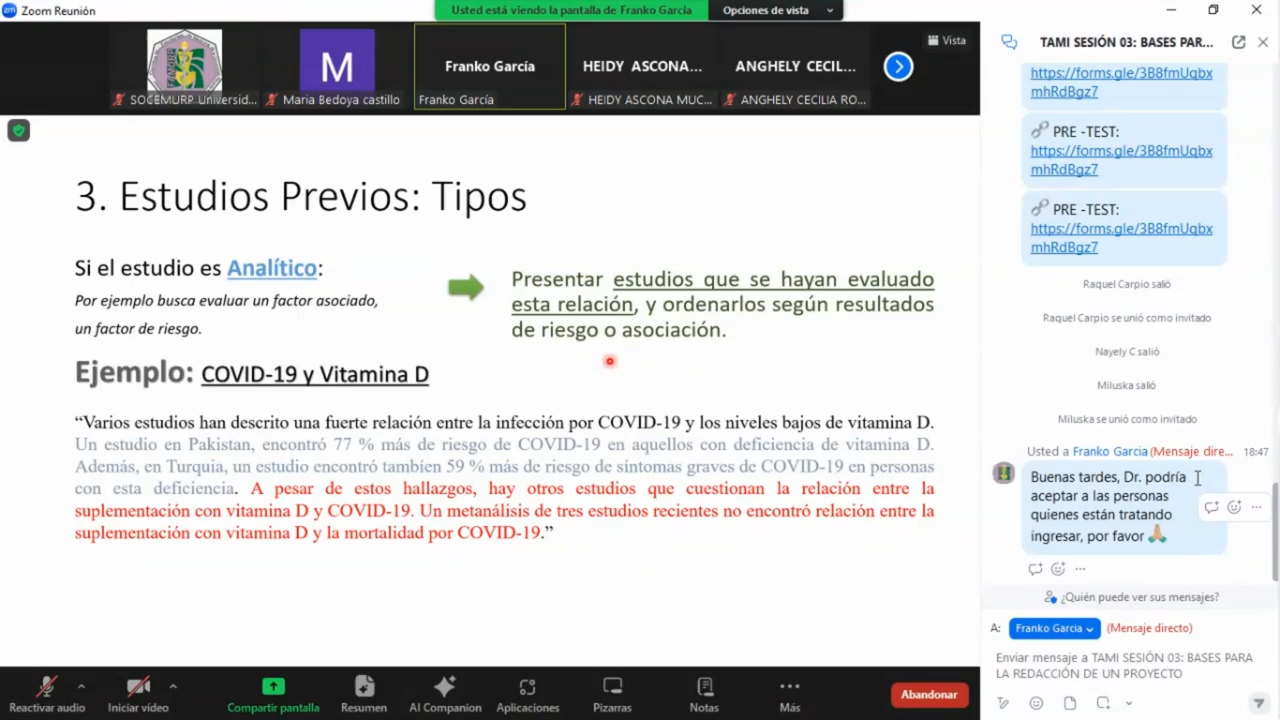 Zoom Reunión
Usted está viendo la pantalla de Franko Garcia
Opciones de vista
Vista
SOCEMURP Universid...
M
Maria Bedoya castillo
Franko García
Franko García
HEIDY ASCONA...
HEIDY ASCONA MUC...
ANGHELY CECIL...
ANGHELY CECILIA RO...
3. Estudios Previos: Tipos
Si el estudio es Analítico:
Por ejemplo busca evaluar un factor asociado,
un factor de riesgo.
Presentar estudios que se hayan evaluado
esta relación, y ordenarlos según resultados
de riesgo o asociación.
Ejemplo: COVID-19 y Vitamina D
“Varios estudios han descrito una fuerte relación entre la infección por COVID-19 y los niveles bajos de vitamina D.
Un estudio en Pakistan, encontró 77 % más de riesgo de COVID-19 en aquellos con deficiencia de vitamina D.
Además, en Turquia, un estudio encontró tambien 59 % más de riesgo de síntomas graves de COVID-19 en personas
con esta deficiencia. A pesar de estos hallazgos, hay otros estudios que cuestionan la relación entre la
suplementación con vitamina D y COVID-19. Un metanálisis de tres estudios recientes no encontró relación entre la
suplementación con vitamina D y la mortalidad por COVID-19.”
TAMI SESIÓN 03: BASES PAR...
https://forms.gle/3B8fmUqbx
mhRdBgz7
PRE -TEST:
https://forms.gle/3B8fmUqbx
mhRdBgz7
PRE -TEST:
https://forms.gle/3B8fmUqbx
mhRdBgz7
Raquel Carpio salió
Raquel Carpio se unió como invitado
Nayely C salió
Miluska salió
Miluska se unió como invitado
Usted a Franko Garcia (Mensaje dire... 18:47
Buenas tardes, Dr. podría
aceptar a las personas
quienes están tratando
ingresar, por favor 🙏🏼
¿Quién puede ver sus mensajes?
A: Franko Garcia (Mensaje directo)
Enviar mensaje a TAMI SESIÓN 03: BASES PARA
LA REDACCIÓN DE UN PROYECTO
Reactivar audio
Iniciar vídeo
Compartir pantalla
Resumen
AI Companion
Aplicaciones
Pizarras
Notas
Más
Abandonar